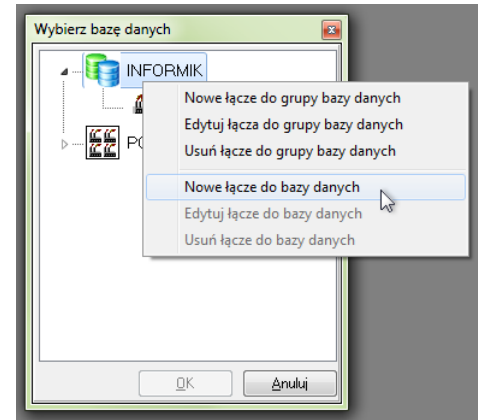 Wybierz bazę danych
INFORMIK
Nowe łącze do grupy bazy danych
Edytuj łącza do grupy bazy danych
Usuń łącze do grupy bazy danych
Nowe łącze do bazy danych
Edytuj łącze do bazy danych
Usuń łącze do bazy danych
OK
Anuluj